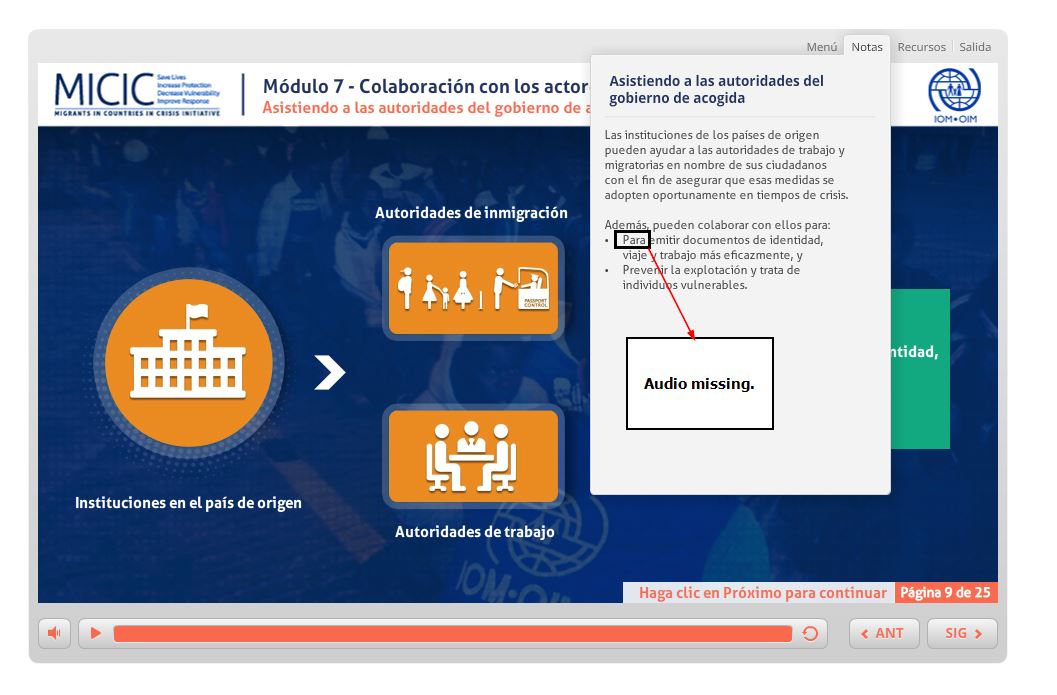 Menú
Notas
Recursos
Salida
MICIC
Save Lives
Increase Protection
Decrease Vulnerability
Improve Response
MIGRANTS IN COUNTRIES IN CRISIS INITIATIVE
Módulo 7 - Colaboración con los actor
Asistiendo a las autoridades del gobierno de a
IOM•OIM
Asistiendo a las autoridades del
gobierno de acogida
Las instituciones de los países de origen
pueden ayudar a las autoridades de trabajo y
migratorias en nombre de sus ciudadanos
con el fin de asegurar que esas medidas se
adopten oportunamente en tiempos de crisis.
Además, pueden colaborar con ellos para:
• Para emitir documentos de identidad,
viaje y trabajo más eficazmente, y
• Prevenir la explotación y trata de
individuos vulnerables.
Audio missing.
Autoridades de inmigración
PASSPORT
CONTROL
ntidad,
Instituciones en el país de origen
Autoridades de trabajo
IOM•OIM
Haga clic en Próximo para continuar
Página 9 de 25
ANT
SIG